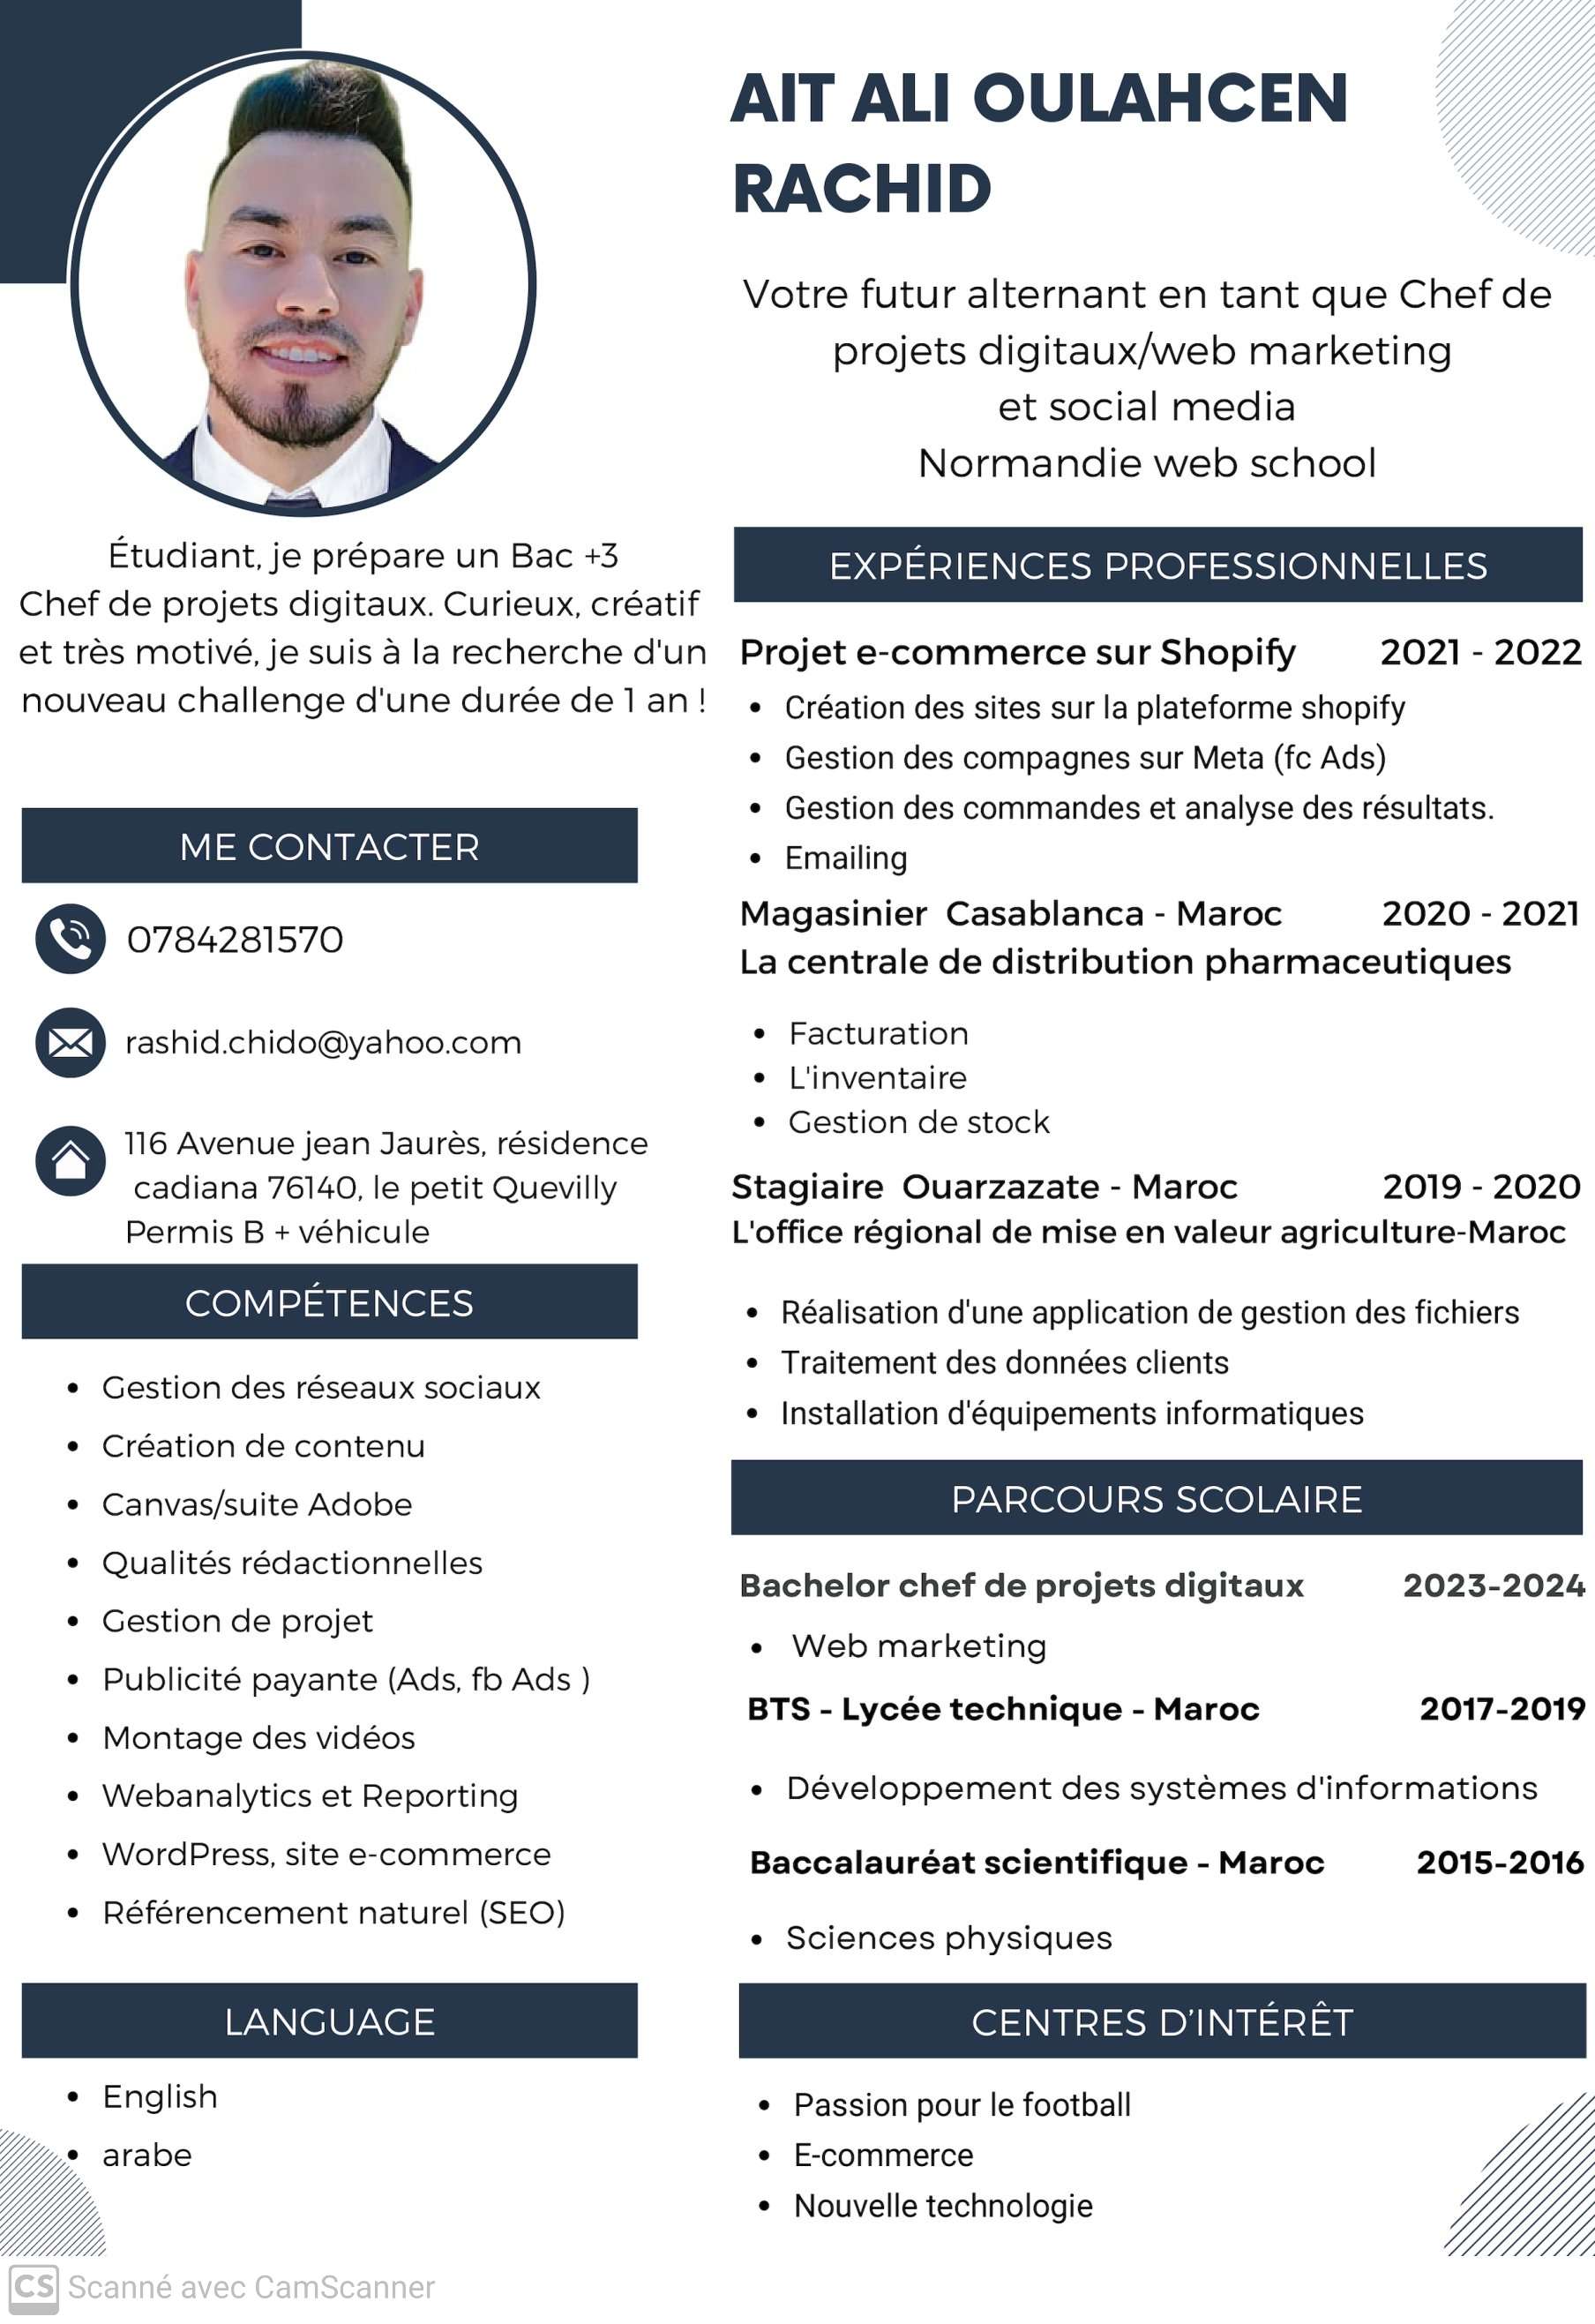 AIT ALI OULAHCEN
RACHID
Votre futur alternant en tant que Chef de
projets digitaux/web marketing
et social media
Normandie web school
Étudiant, je prépare un Bac +3
Chef de projets digitaux. Curieux, créatif
et très motivé, je suis à la recherche d'un
nouveau challenge d'une durée de 1 an !
ME CONTACTER
0784281570
rashid.chido@yahoo.com
116 Avenue jean Jaurès, résidence
cadiana 76140, le petit Quevilly
Permis B + véhicule
COMPÉTENCES
• Gestion des réseaux sociaux
• Création de contenu
• Canvas/suite Adobe
• Qualités rédactionnelles
• Gestion de projet
• Publicité payante (Ads, fb Ads )
• Montage des vidéos
• Webanalytics et Reporting
• WordPress, site e-commerce
• Référencement naturel (SEO)
LANGUAGE
• English
• arabe
EXPÉRIENCES PROFESSIONNELLES
Projet e-commerce sur Shopify 2021 - 2022
• Création des sites sur la plateforme shopify
• Gestion des compagnes sur Meta (fc Ads)
• Gestion des commandes et analyse des résultats.
• Emailing
Magasinier Casablanca - Maroc 2020 - 2021
La centrale de distribution pharmaceutiques
• Facturation
• L'inventaire
• Gestion de stock
Stagiaire Ouarzazate - Maroc 2019 - 2020
L'office régional de mise en valeur agriculture-Maroc
• Réalisation d'une application de gestion des fichiers
• Traitement des données clients
• Installation d'équipements informatiques
PARCOURS SCOLAIRE
Bachelor chef de projets digitaux 2023-2024
• Web marketing
BTS - Lycée technique - Maroc 2017-2019
• Développement des systèmes d'informations
Baccalauréat scientifique - Maroc 2015-2016
• Sciences physiques
CENTRES D’INTÉRÊT
• Passion pour le football
• E-commerce
• Nouvelle technologie
CS Scanné avec CamScanner